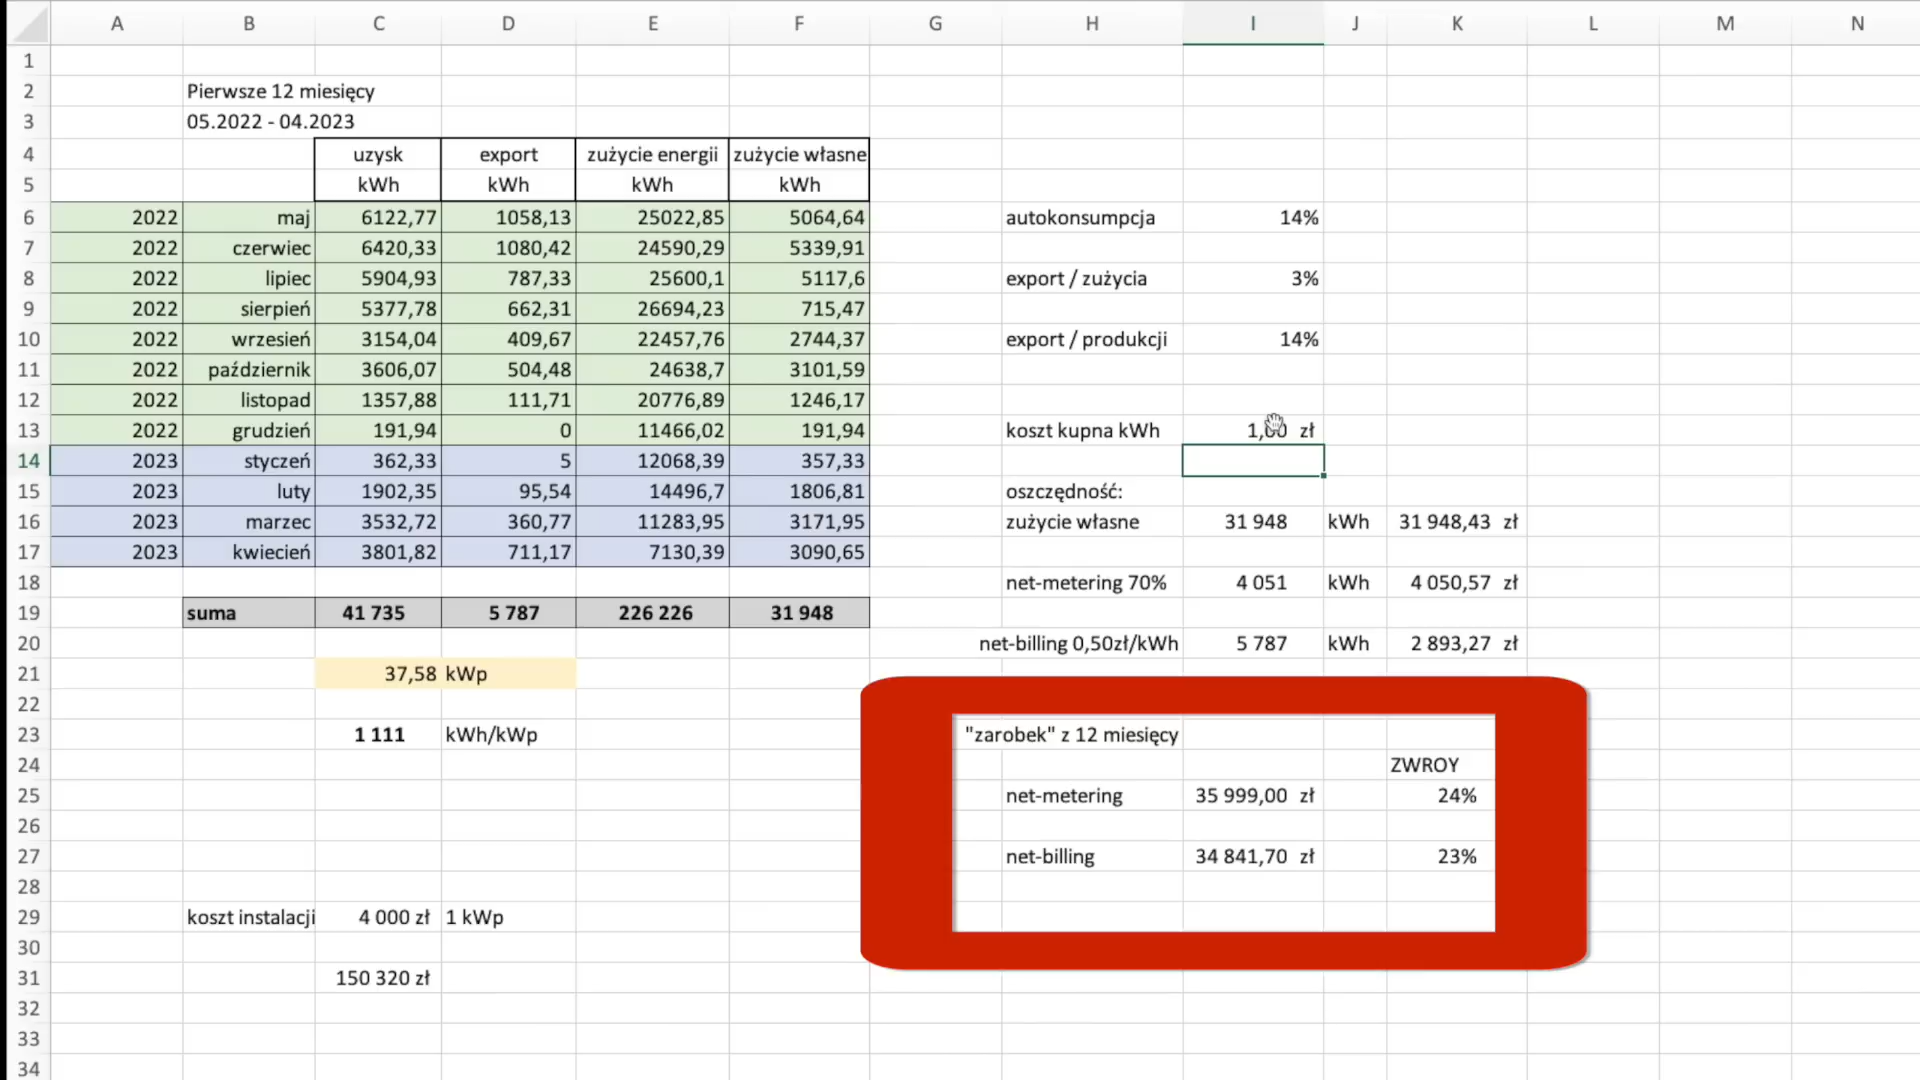 A B C D E F G H I J K L M N
1
2 Pierwsze 12 miesięcy
3 05.2022 - 04.2023
4 uzysk export zużycie energii zużycie własne
5 kWh kWh kWh kWh
6 2022 maj 6122,77 1058,13 25022,85 5064,64 autokonsumpcja 14%
7 2022 czerwiec 6420,33 1080,42 24590,29 5339,91
8 2022 lipiec 5904,93 787,33 25600,1 5117,6 export / zużycia 3%
9 2022 sierpień 5377,78 662,31 26694,23 715,47
10 2022 wrzesień 3154,04 409,67 22457,76 2744,37 export / produkcji 14%
11 2022 październik 3606,07 504,48 24638,7 3101,59
12 2022 listopad 1357,88 111,71 20776,89 1246,17
13 2022 grudzień 191,94 0 11466,02 191,94 koszt kupna kWh 1,00 zł
14 2023 styczeń 362,33 5 12068,39 357,33
15 2023 luty 1902,35 95,54 14496,7 1806,81 oszczędność:
16 2023 marzec 3532,72 360,77 11283,95 3171,95 zużycie własne 31 948 kWh 31 948,43 zł
17 2023 kwiecień 3801,82 711,17 7130,39 3090,65
18 net-metering 70% 4 051 kWh 4 050,57 zł
19 suma 41 735 5 787 226 226 31 948
20 net-billing 0,50zł/kWh 5 787 kWh 2 893,27 zł
21 37,58 kWp
22
23 1 111 kWh/kWp "zarobek" z 12 miesięcy
24 ZWROY
25 net-metering 35 999,00 zł 24%
26
27 net-billing 34 841,70 zł 23%
28
29 koszt instalacji 4 000 zł 1 kWp
30
31 150 320 zł
32
33
34